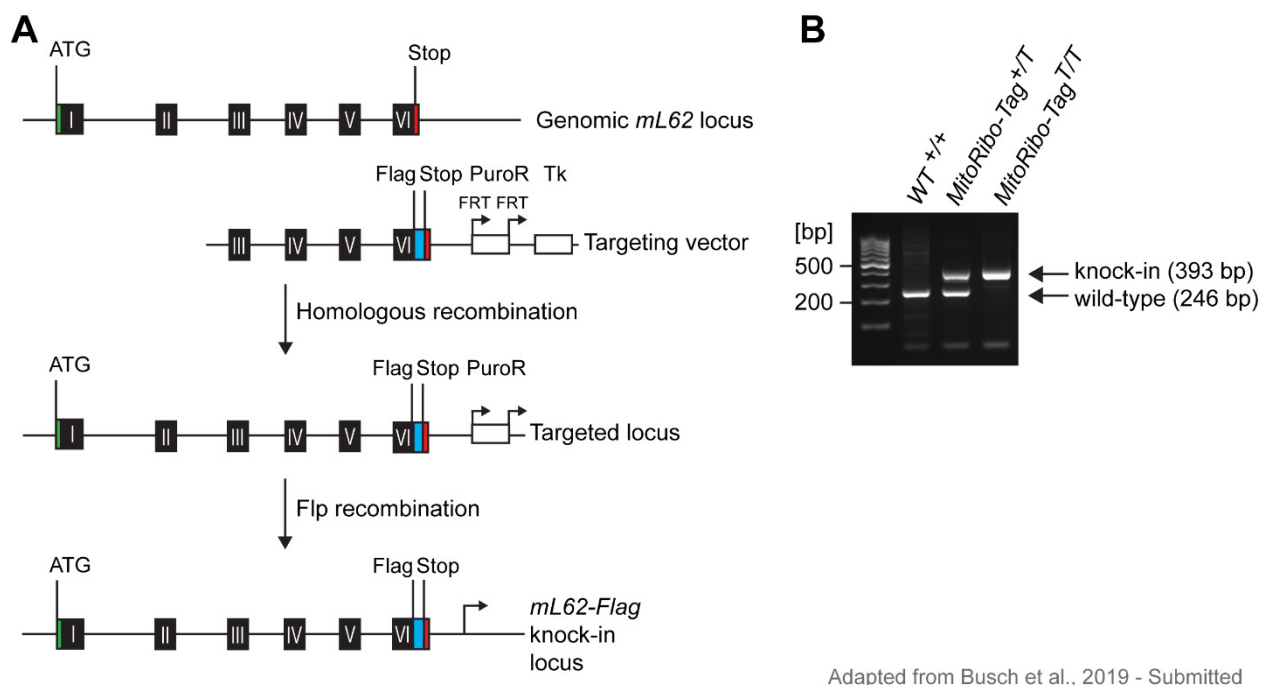 A
ATG
Stop
I II III IV V VI
Genomic mL62 locus
Flag Stop PuroR Tk
FRT FRT
III IV V VI
Targeting vector
Homologous recombination
ATG
Flag Stop PuroR
I II III IV V VI
Targeted locus
Flp recombination
ATG
Flag Stop
I II III IV V VI
mL62-Flag
knock-in
locus
B
WT +/+
MitoRibo-Tag +/T
MitoRibo-Tag T/T
[bp]
500
200
knock-in (393 bp)
wild-type (246 bp)
Adapted from Busch et al., 2019 - Submitted